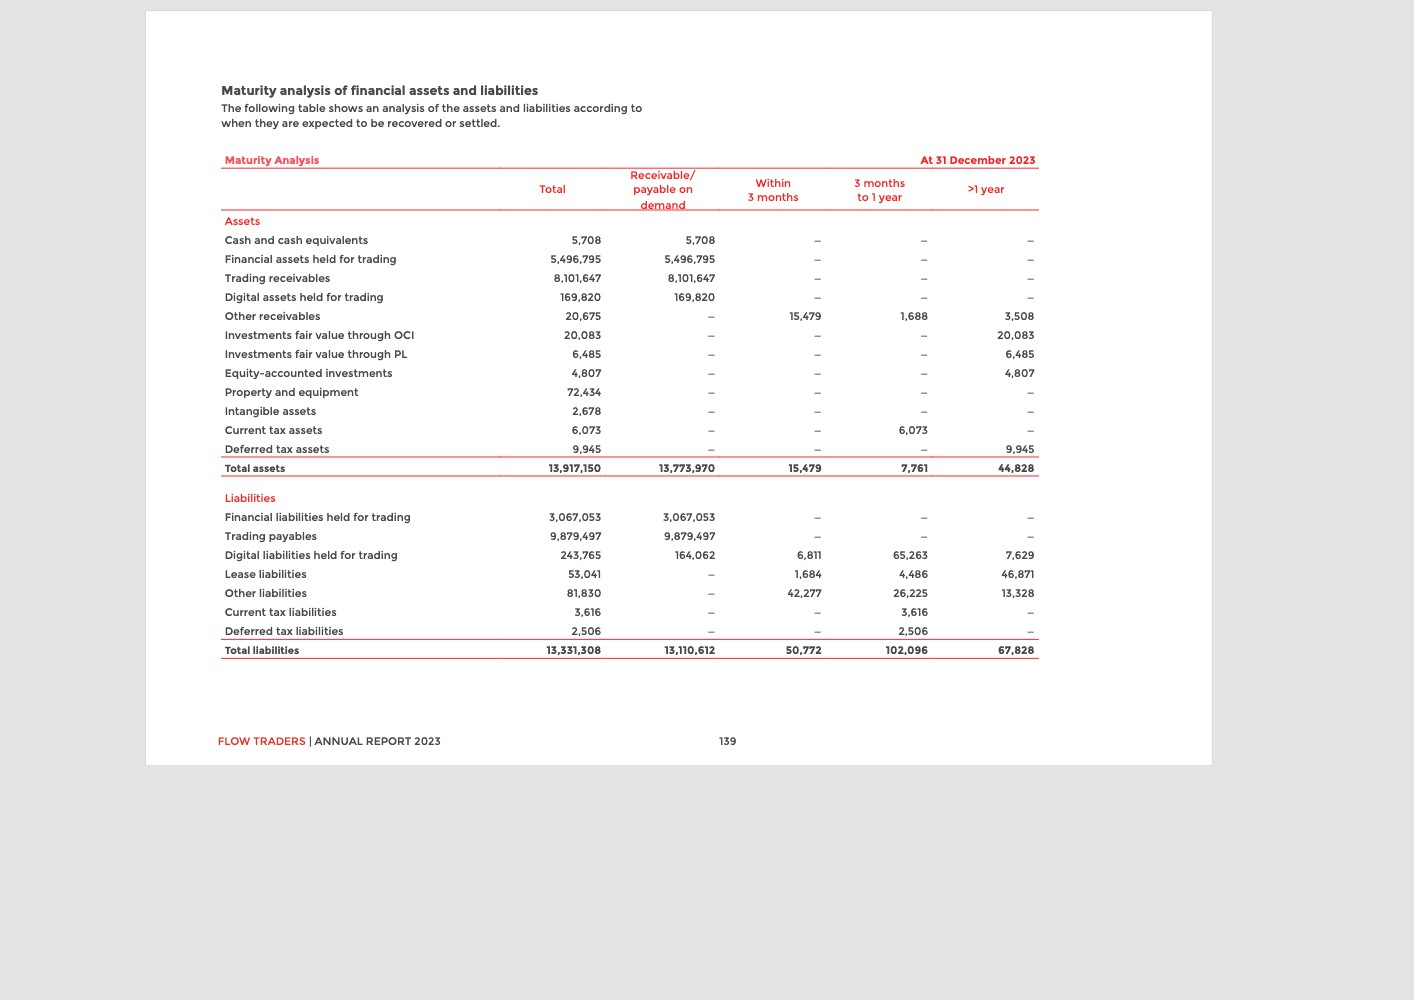 Maturity analysis of financial assets and liabilities
The following table shows an analysis of the assets and liabilities according to
when they are expected to be recovered or settled.
Maturity Analysis At 31 December 2023
Total Receivable/ payable on demand Within 3 months 3 months to 1 year >1 year
Assets
Cash and cash equivalents 5,708 5,708 – – –
Financial assets held for trading 5,496,795 5,496,795 – – –
Trading receivables 8,101,647 8,101,647 – – –
Digital assets held for trading 169,820 169,820 – – –
Other receivables 20,675 – 15,479 1,688 3,508
Investments fair value through OCI 20,083 – – – 20,083
Investments fair value through PL 6,485 – – – 6,485
Equity-accounted investments 4,807 – – – 4,807
Property and equipment 72,434 – – – –
Intangible assets 2,678 – – – –
Current tax assets 6,073 – – 6,073 –
Deferred tax assets 9,945 – – – 9,945
Total assets 13,917,150 13,773,970 15,479 7,761 44,828
Liabilities
Financial liabilities held for trading 3,067,053 3,067,053 – – –
Trading payables 9,879,497 9,879,497 – – –
Digital liabilities held for trading 243,765 164,062 6,811 65,263 7,629
Lease liabilities 53,041 – 1,684 4,486 46,871
Other liabilities 81,830 – 42,277 26,225 13,328
Current tax liabilities 3,616 – – 3,616 –
Deferred tax liabilities 2,506 – – 2,506 –
Total liabilities 13,331,308 13,110,612 50,772 102,096 67,828
FLOW TRADERS | ANNUAL REPORT 2023 139